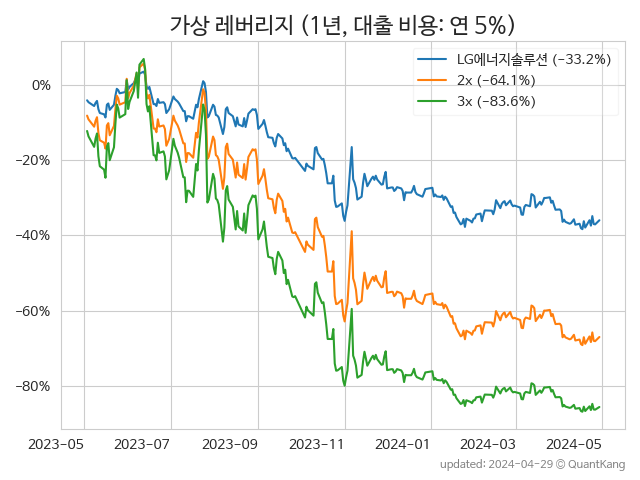 가상 레버리지 (1년, 대출 비용: 연 5%)
LG에너지솔루션 (−33.2%)
2x (−64.1%)
3x (−83.6%)
0%
−20%
−40%
−60%
−80%
2023-05 2023-07 2023-09 2023-11 2024-01 2024-03 2024-05
updated: 2024-04-29 © QuantKang